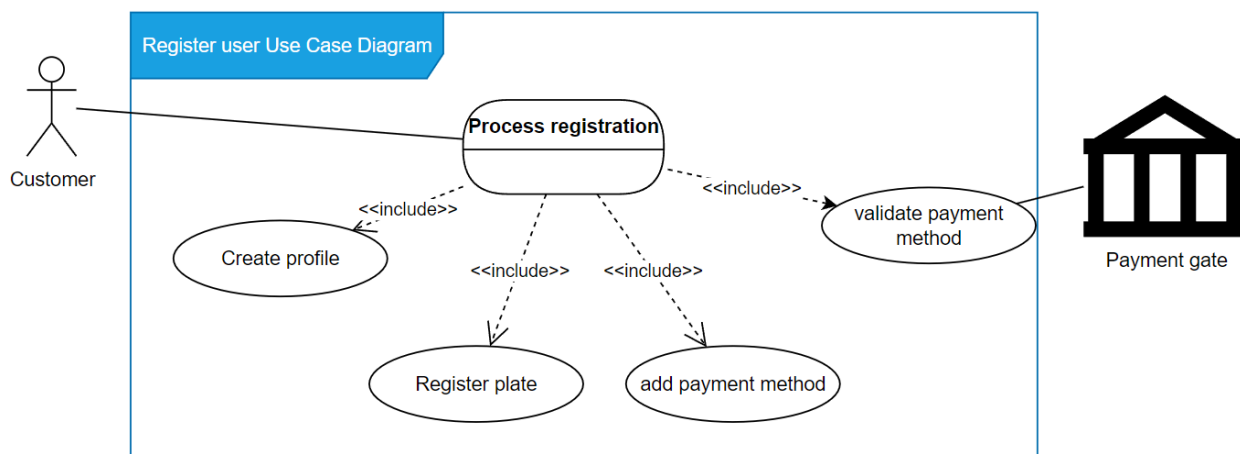 Register user Use Case Diagram
Process registration
Customer
<<include>>
<<include>>
validate payment
method
Create profile
Payment gate
<<include>>
<<include>>
Register plate
add payment method